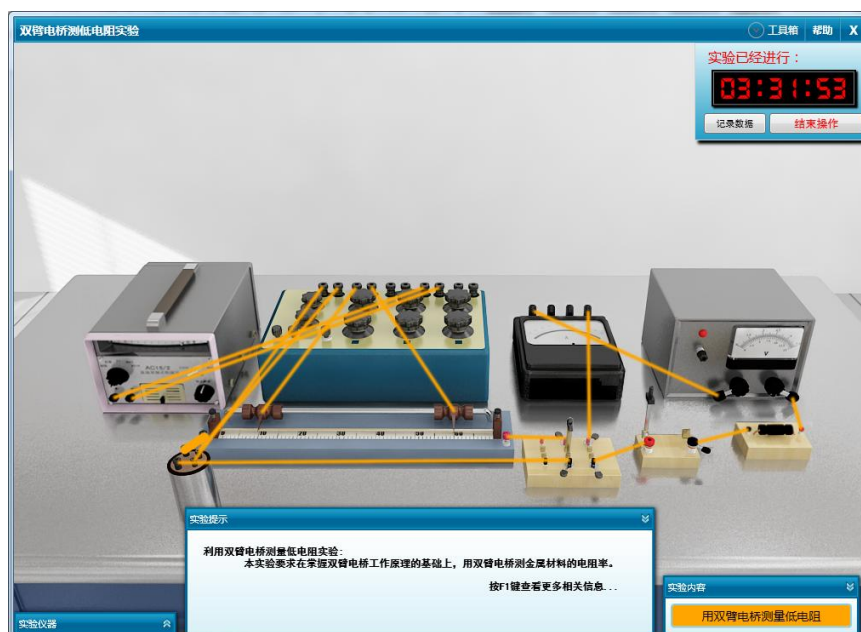 双臂电桥测低电阻实验
工具箱 帮助 X
实验已经进行：
03:31:53
记录数据 结束操作
AC15/2
V
实验提示
利用双臂电桥测量低电阻实验:
本实验要求在掌握双臂电桥工作原理的基础上，用双臂电桥测金属材料的电阻率。
按F1键查看更多相关信息...
实验仪器
实验内容
用双臂电桥测量低电阻